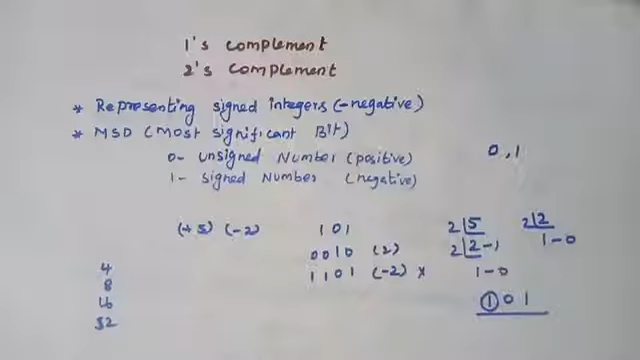 1's complement
2's complement
* Representing signed integers (-negative)
* MSD (Most significant Bit)
0- unsigned Number (positive)
1- signed Number (negative)
0,1
(+5) (-2)
101
0010 (2)
1101 (-2) x
2|5
2|2-1
1-0
101
2|2
1-0
4
8
16
32